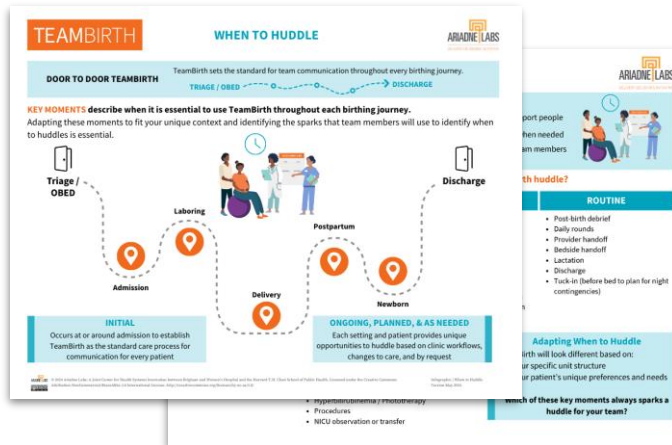 TEAMBIRTH
WHEN TO HUDDLE
ARIADNE LABS
DOOR TO DOOR TEAMBIRTH
TeamBirth sets the standard for team communication throughout every birthing journey.
TRIAGE / OBED
DISCHARGE
KEY MOMENTS describe when it is essential to use TeamBirth throughout each birthing journey.
Adapting these moments to fit your unique context and identifying the sparks that team members will use to identify when
to huddles is essential.
Triage /
OBED
Discharge
Laboring
Postpartum
Admission
Delivery
Newborn
INITIAL
Occurs at or around admission to establish
TeamBirth as the standard care process for
communication for every patient
ONGOING, PLANNED, & AS NEEDED
Each setting and patient provides unique
opportunities to huddle based on clinic workflows,
changes to care, and by request
ARIADNE LABS
port people
hen needed
am members
th huddle?
ROUTINE
• Post-birth debrief
• Daily rounds
• Provider handoff
• Bedside handoff
• Lactation
• Discharge
• Tuck-in (before bed to plan for night
contingencies)
Adapting When to Huddle
irth will look different based on:
ur specific unit structure
ur patient's unique preferences and needs
Which of these key moments always sparks a
huddle for your team?
• Hyperbilirubinemia / Phototherapy
• Procedures
• NICU observation or transfer